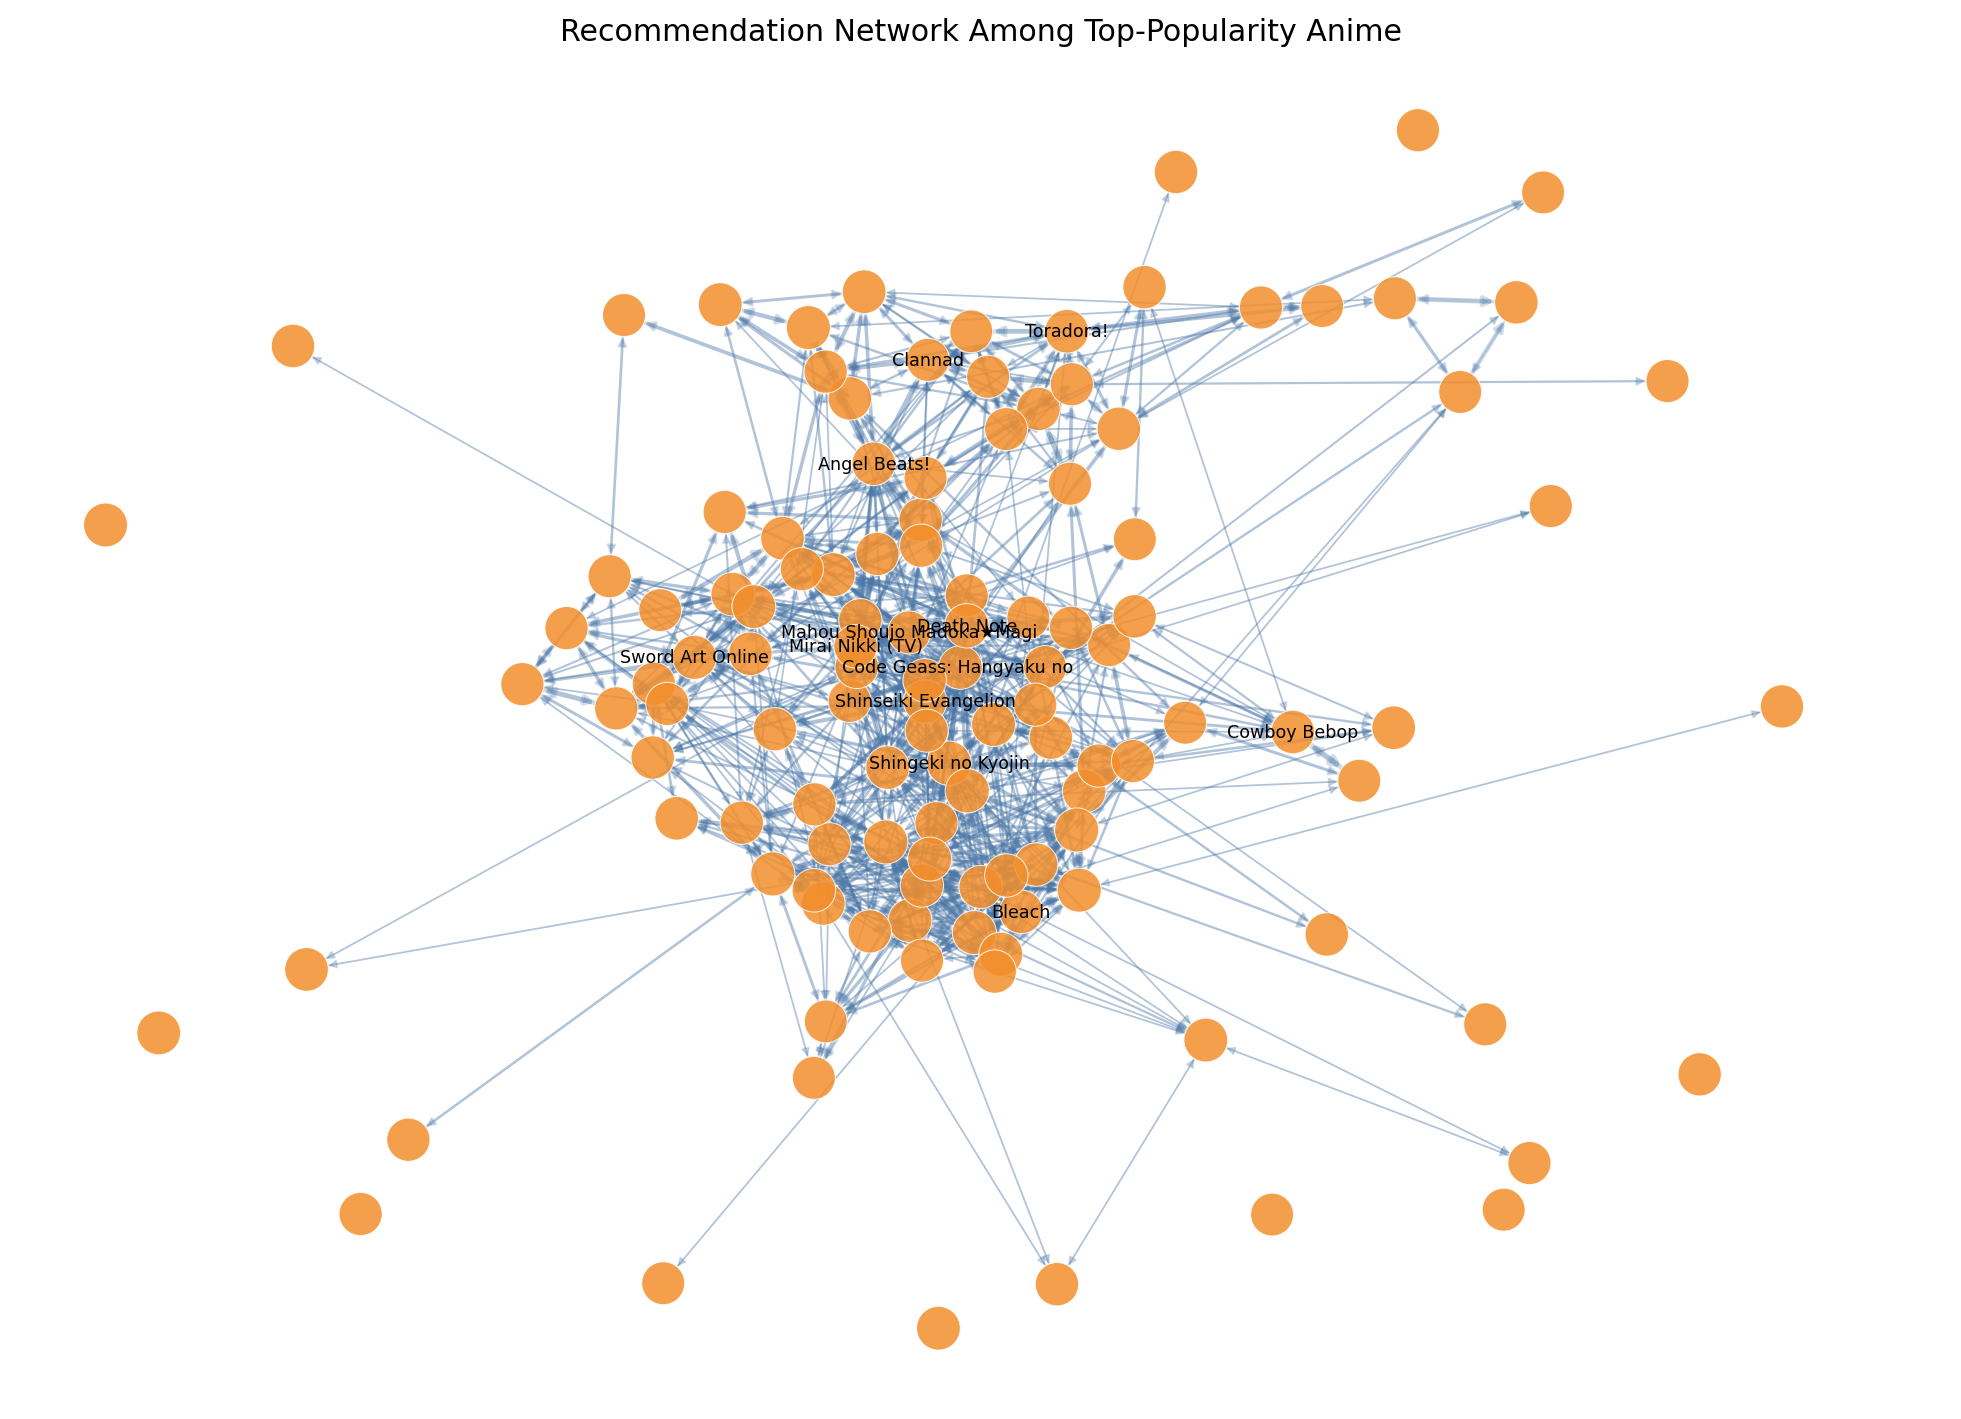 Recommendation Network Among Top-Popularity Anime
Toradora!
Clannad
Angel Beats!
Death Note
Mahou Shoujo Madoka★Magi
Mirai Nikki (TV)
Sword Art Online
Code Geass: Hangyaku no
Shinseiki Evangelion
Cowboy Bebop
Shingeki no Kyojin
Bleach